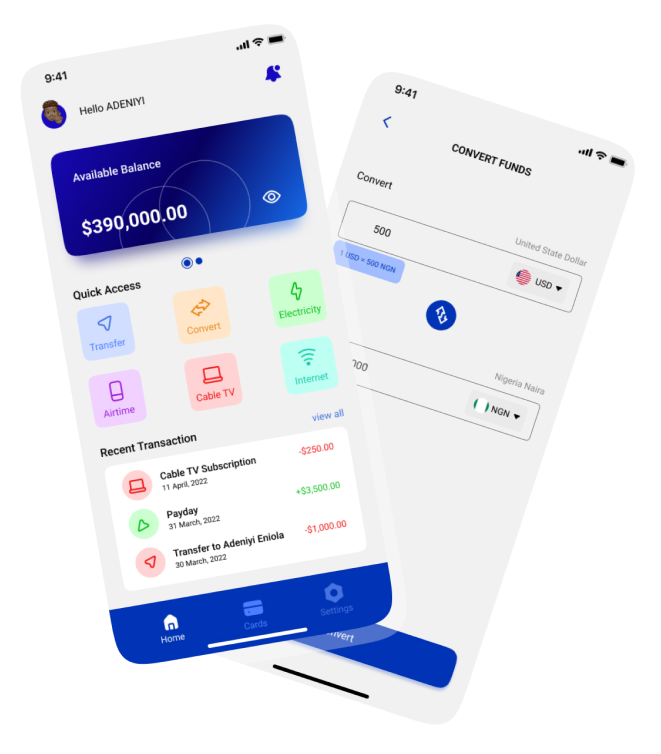 9:41
Hello ADENIYI
Available Balance
$390,000.00
Quick Access
Transfer
Convert
Electricity
Airtime
Cable TV
Internet
Recent Transaction
view all
Cable TV Subscription
-$250.00
11 April, 2022
Payday
+$3,500.00
31 March, 2022
Transfer to Adeniyi Eniola
-$1,000.00
30 March, 2022
Home
Cards
Settings
9:41
CONVERT FUNDS
Convert
500
United State Dollar
USD
1 USD = 500 NGN
000
Nigeria Naira
NGN